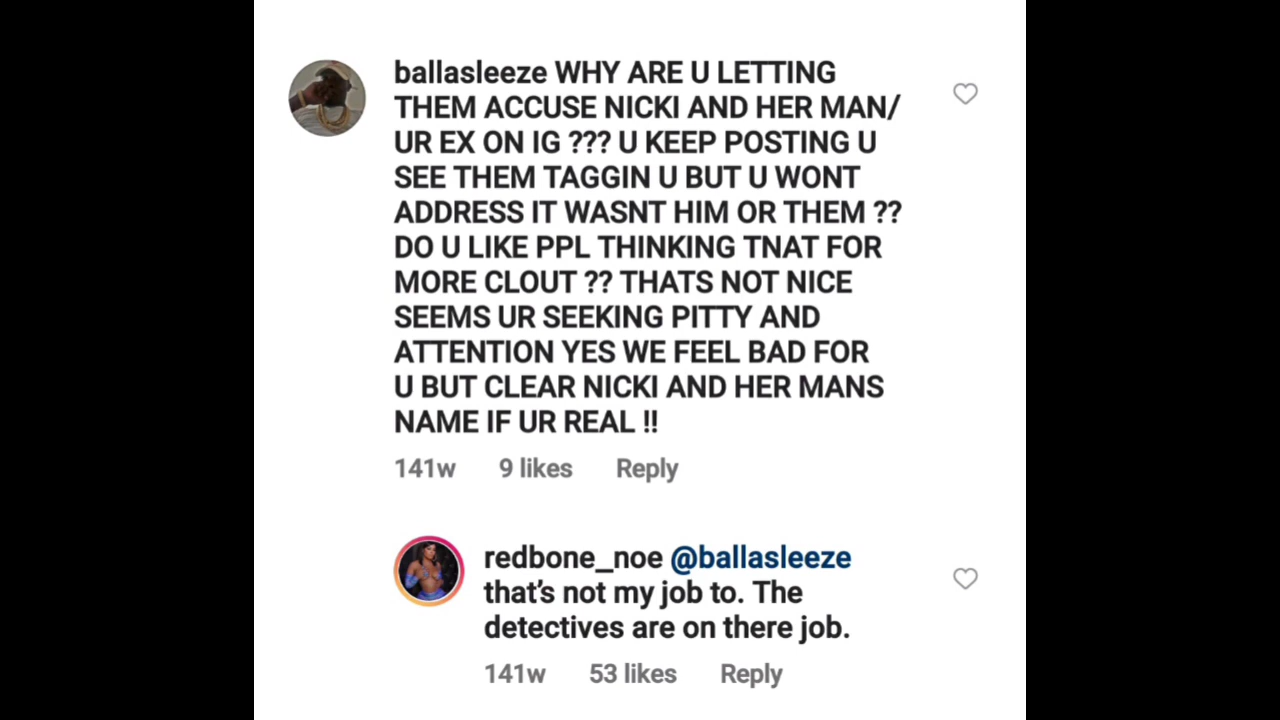 ballasleeze WHY ARE U LETTING
THEM ACCUSE NICKI AND HER MAN/
UR EX ON IG ??? U KEEP POSTING U
SEE THEM TAGGIN U BUT U WONT
ADDRESS IT WASNT HIM OR THEM ??
DO U LIKE PPL THINKING TNAT FOR
MORE CLOUT ?? THATS NOT NICE
SEEMS UR SEEKING PITTY AND
ATTENTION YES WE FEEL BAD FOR
U BUT CLEAR NICKI AND HER MANS
NAME IF UR REAL !!
141w 9 likes Reply
redbone_noe @ballasleeze
that's not my job to. The
detectives are on there job.
141w 53 likes Reply